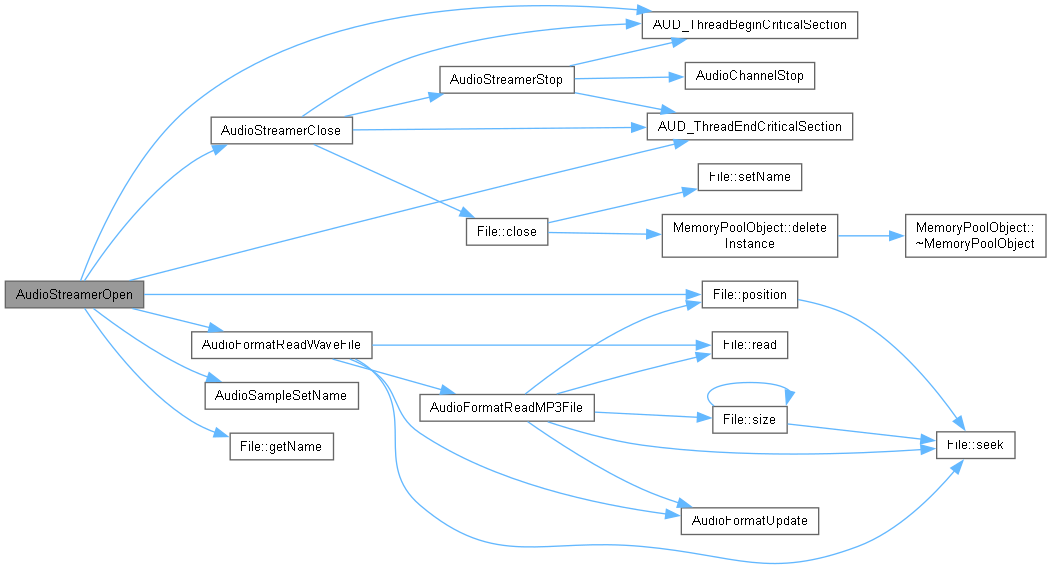 AUD_ThreadBeginCriticalSection
AudioStreamerStop
AudioChannelStop
AudioStreamerClose
AUD_ThreadEndCriticalSection
File::setName
File::close
MemoryPoolObject::delete
Instance
MemoryPoolObject::
~MemoryPoolObject
AudioStreamerOpen
File::position
AudioFormatReadWaveFile
File::read
AudioSampleSetName
AudioFormatReadMP3File
File::size
File::getName
File::seek
AudioFormatUpdate